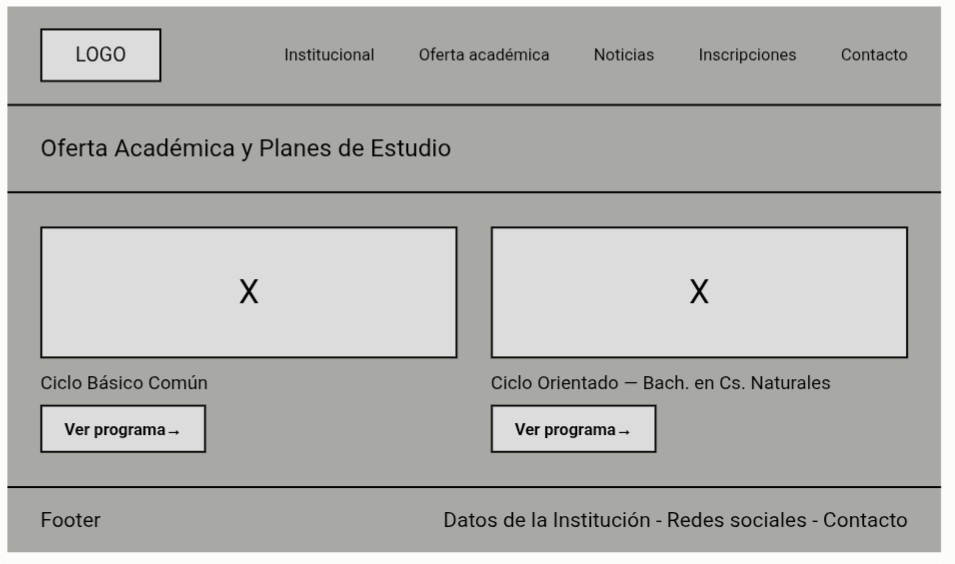 LOGO
Institucional Oferta académica Noticias Inscripciones Contacto
Oferta Académica y Planes de Estudio
X X
Ciclo Básico Común Ciclo Orientado — Bach. en Cs. Naturales
Ver programa→ Ver programa→
Footer Datos de la Institución - Redes sociales - Contacto